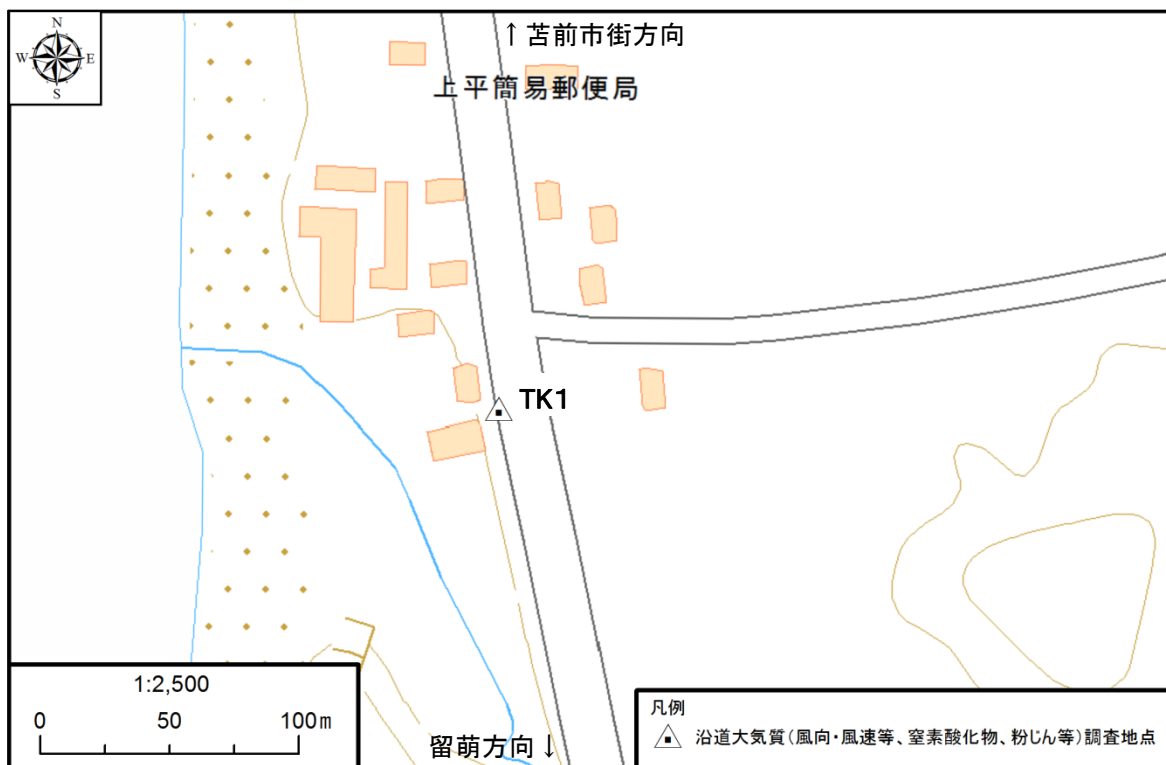 N
W E
S
↑苫前市街方向
上平簡易郵便局
TK1
1:2,500
0 50 100m
留萌方向↓
凡例
沿道大気質(風向・風速等、窒素酸化物、粉じん等)調査地点